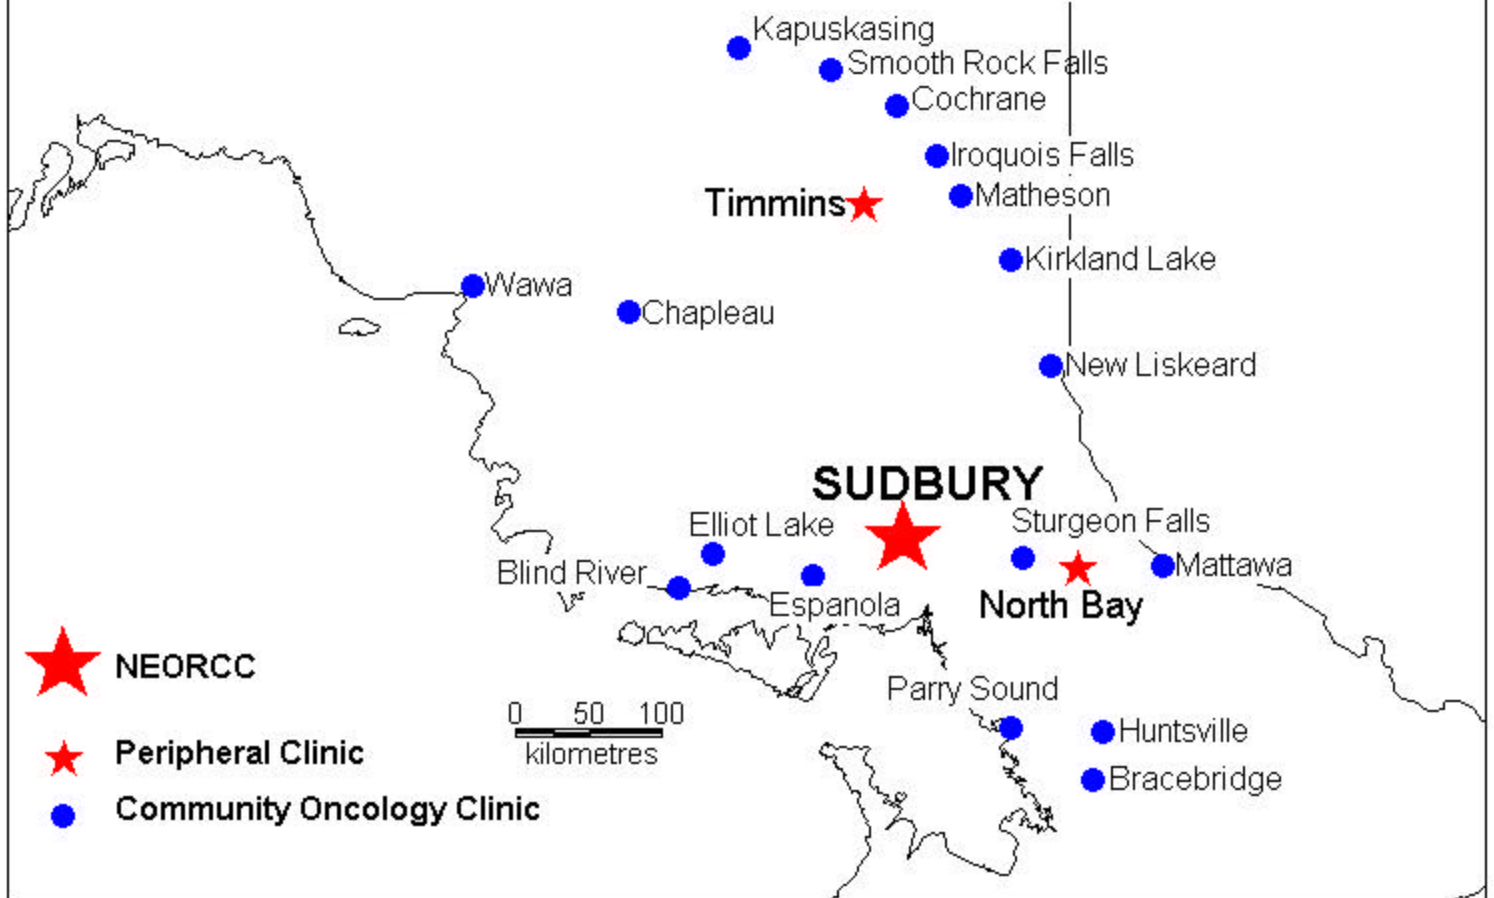 Kapuskasing
Smooth Rock Falls
Cochrane
Iroquois Falls
Timmins
Matheson
Kirkland Lake
Wawa
Chapleau
New Liskeard
SUDBURY
Elliot Lake
Sturgeon Falls
Blind River
Mattawa
Espanola
North Bay
NEORCC
Parry Sound
0 50 100
kilometres
Huntsville
Peripheral Clinic
Bracebridge
Community Oncology Clinic